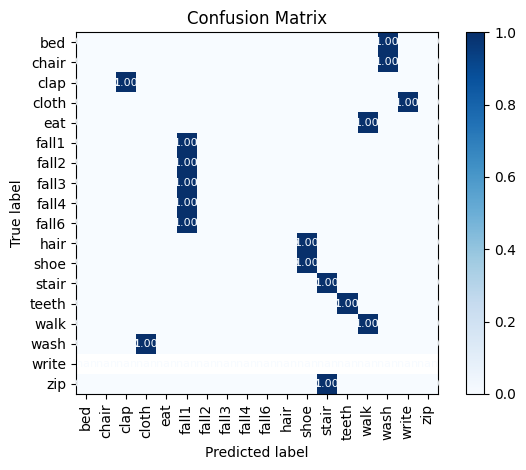 Confusion Matrix
True label
bed 1.00
chair 1.00
clap 1.00
cloth 1.00
eat 1.00
fall1 1.00
fall2 1.00
fall3 1.00
fall4 1.00
fall6 1.00
hair 1.00
shoe 1.00
stair 1.00
teeth 1.00
walk 1.00
wash 1.00
write
zip 1.00
bed chair clap cloth eat fall1 fall2 fall3 fall4 fall6 hair shoe stair teeth walk wash write zip
Predicted label
1.0
0.8
0.6
0.4
0.2
0.0